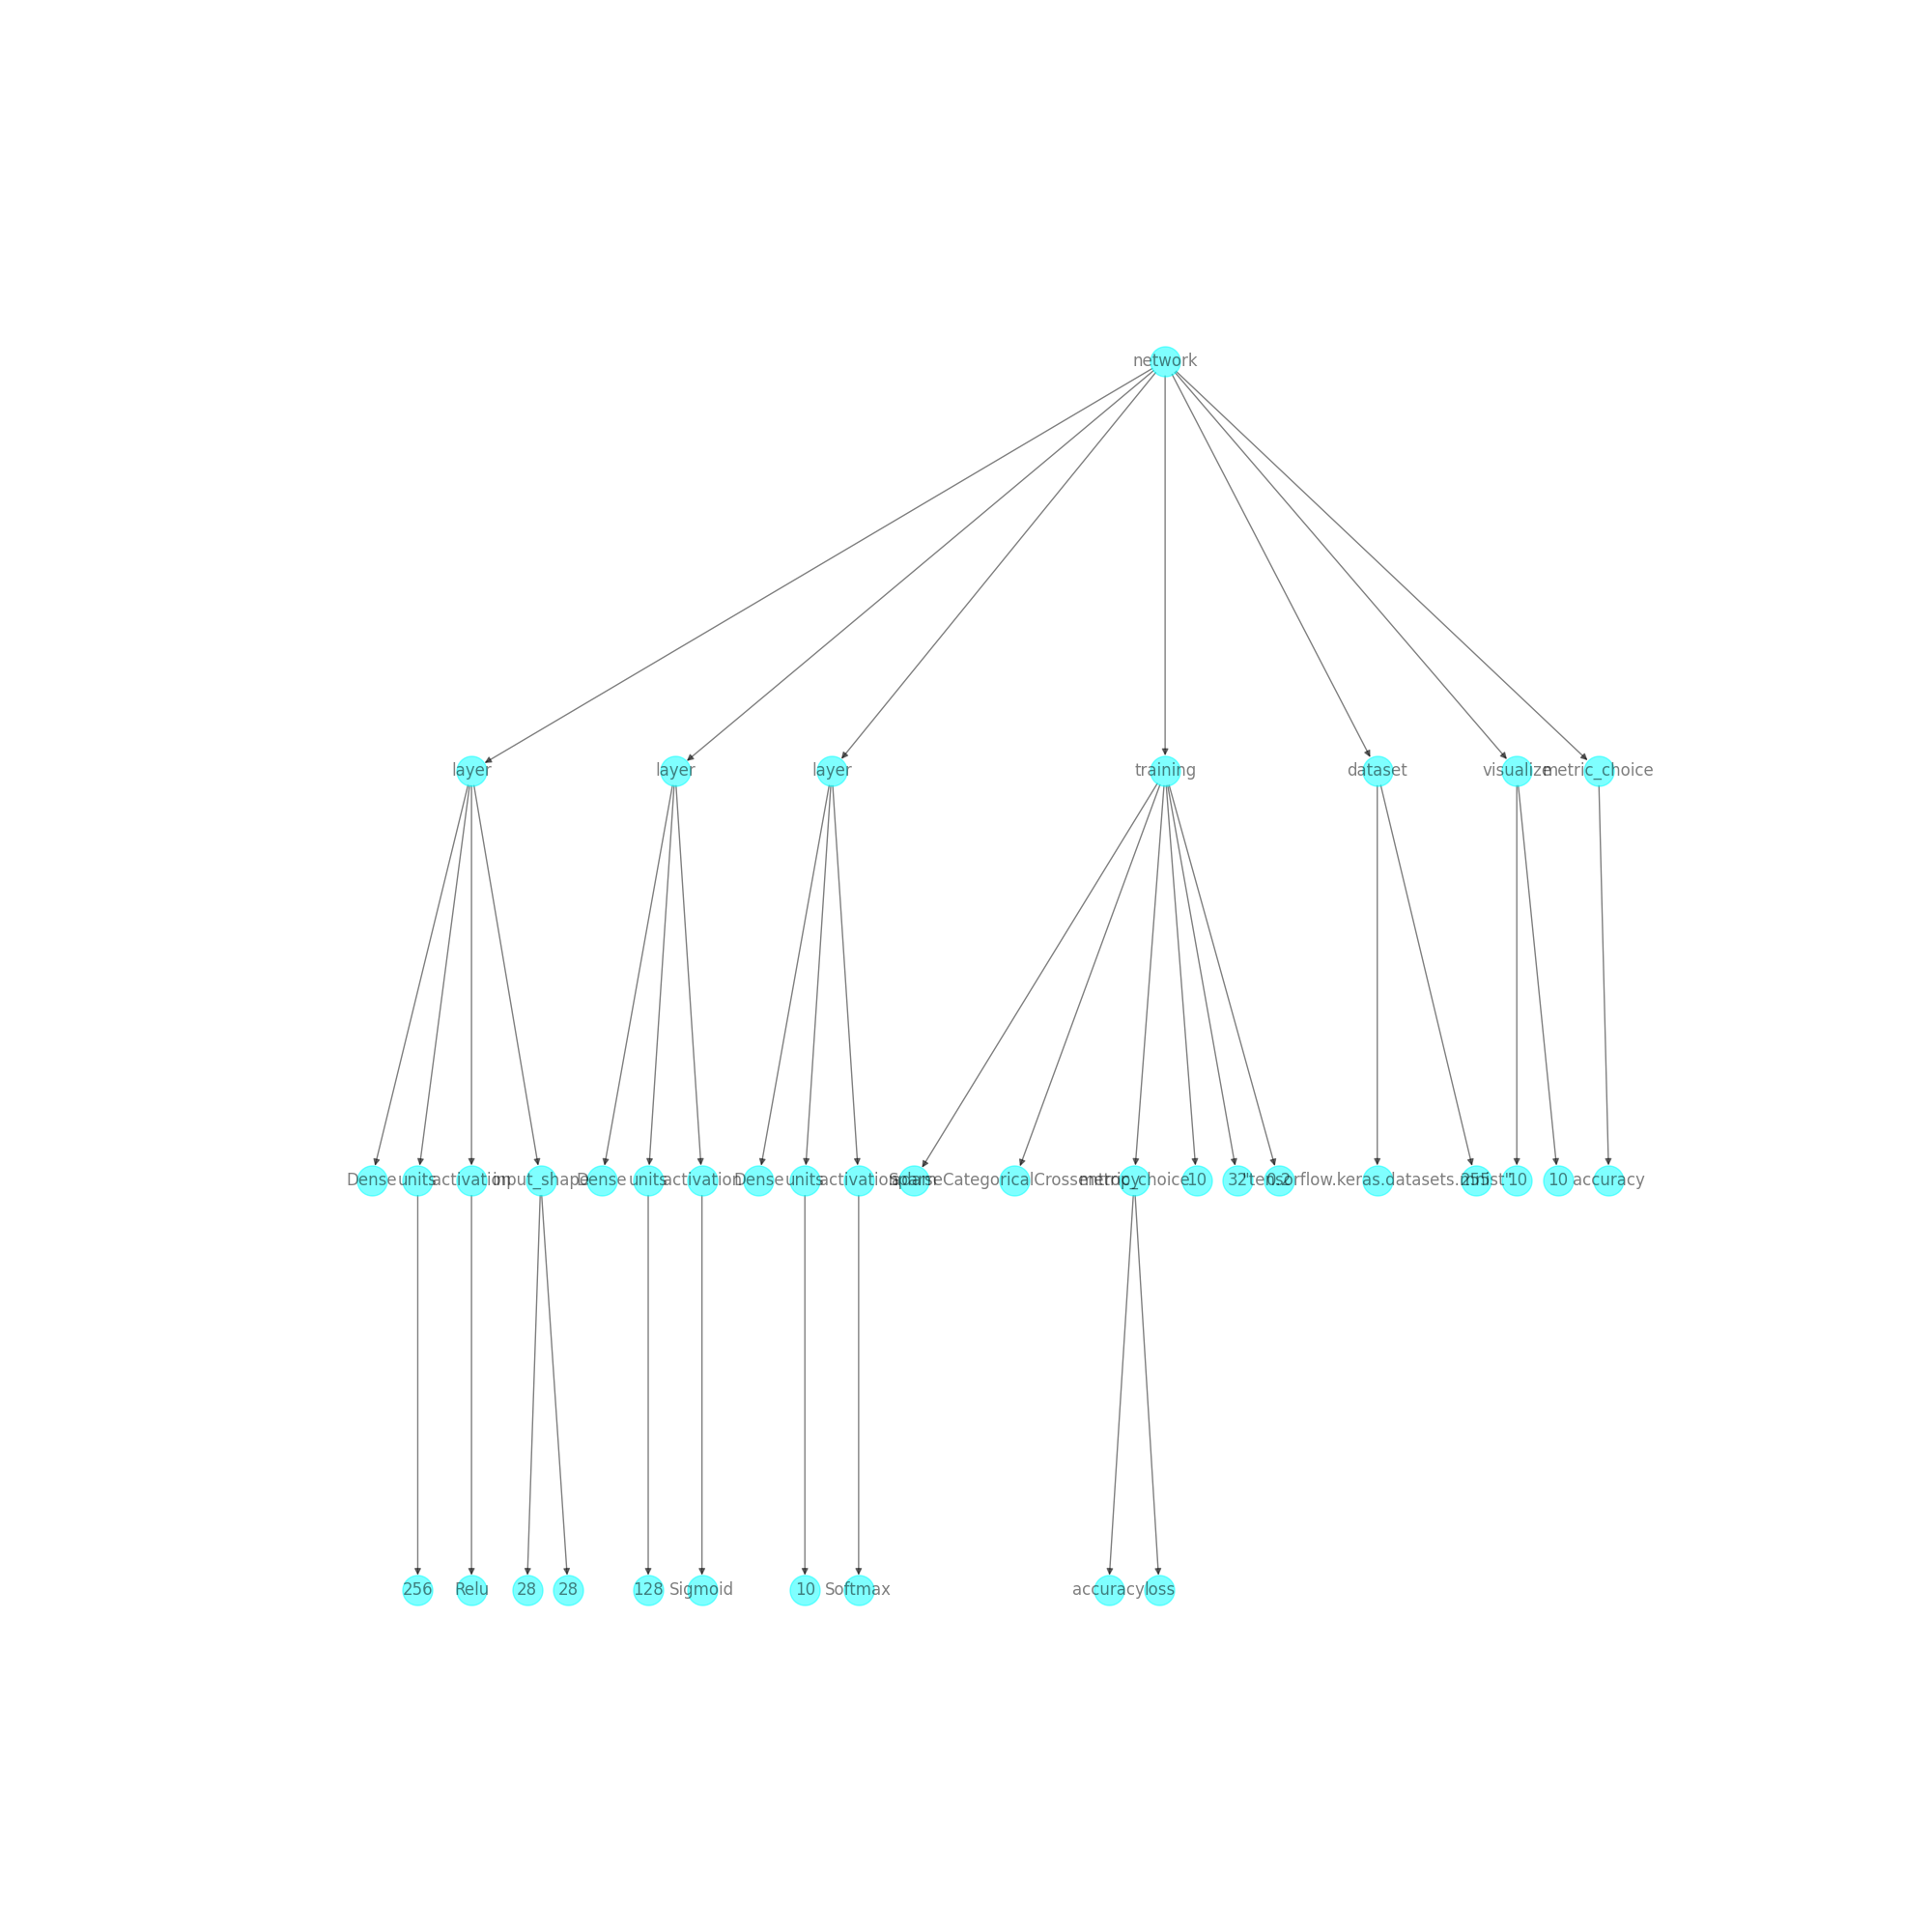 network
layer layer layer training dataset visualize metric_choice
Dense units activation input_shape Dense units activation Dense units activation SparseCategoricalCrossentropy metric_choice 10 32 0.2 "tensorflow.keras.datasets.mnist" 255 10 10 accuracy
256 Relu 28 28 128 Sigmoid 10 Softmax accuracy loss